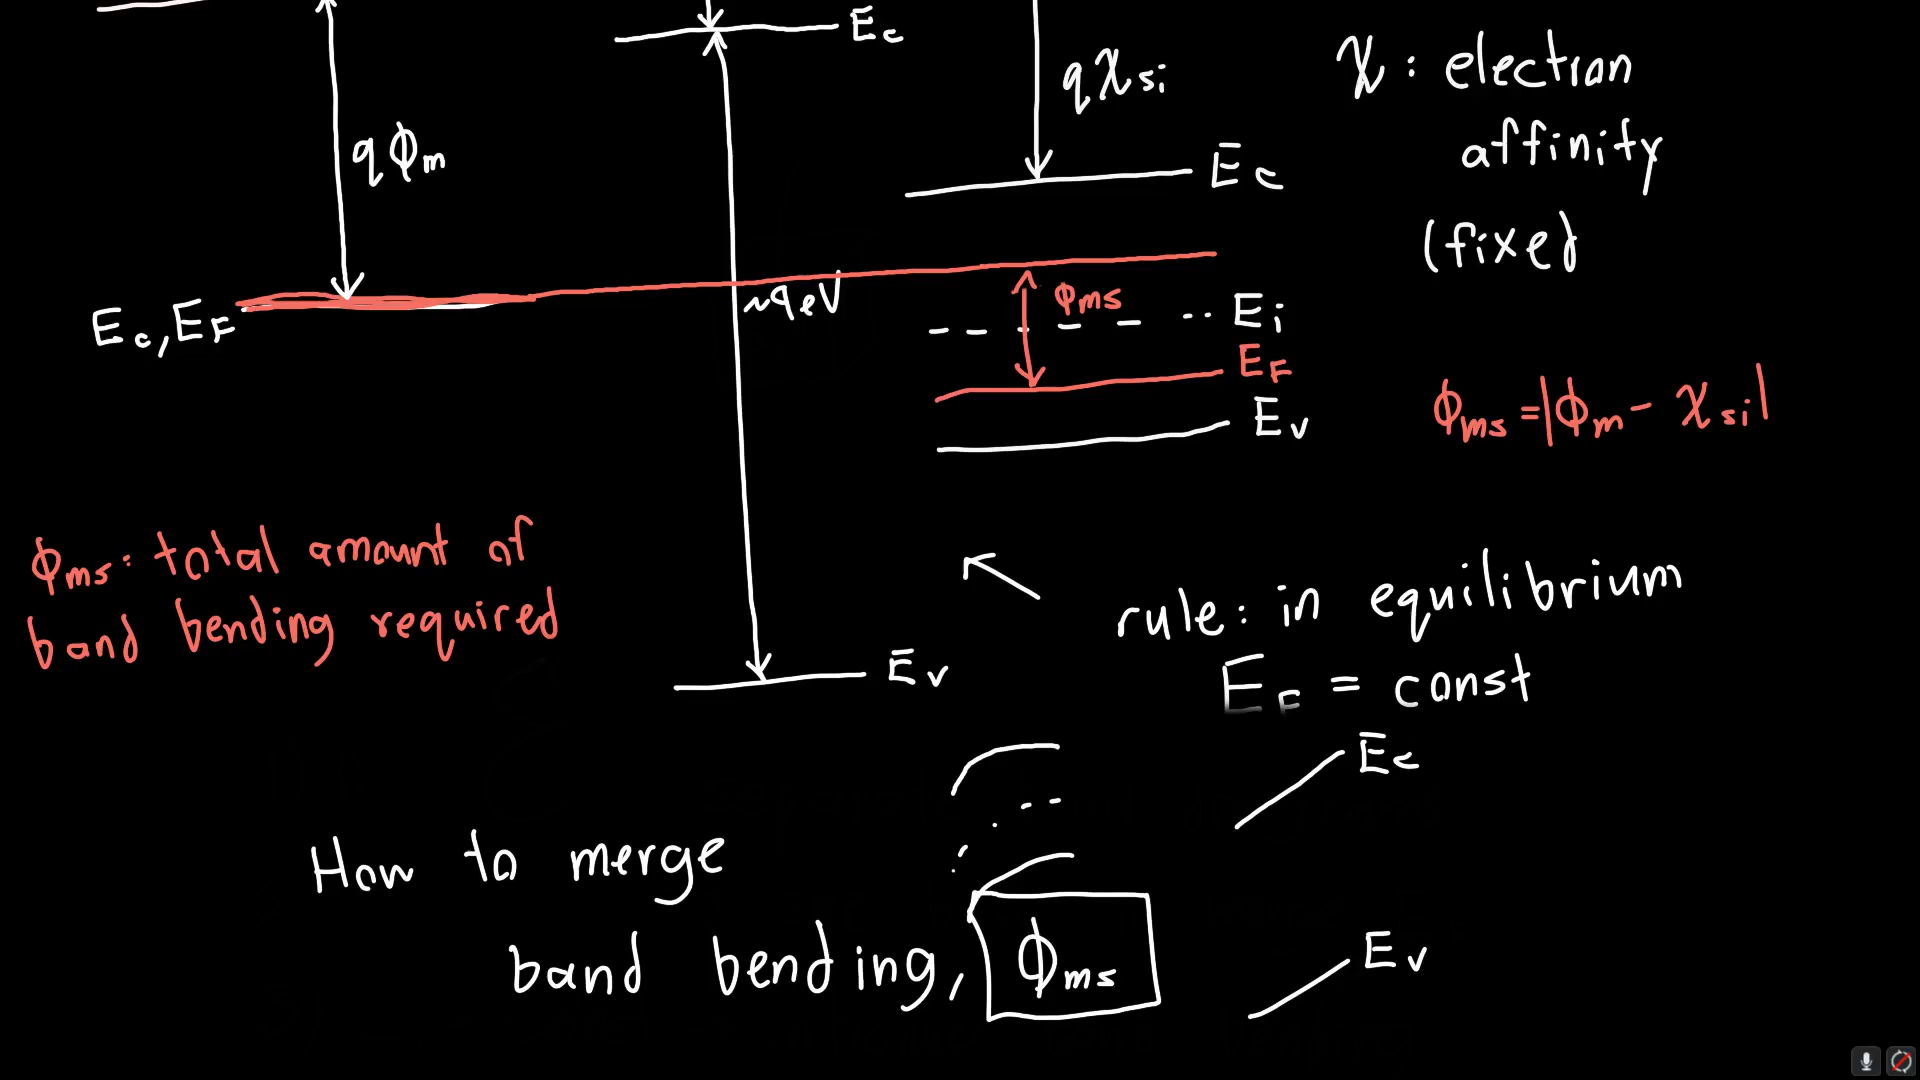 Ec
qχsi
χ: electron
affinity
(fixed
Ec
qϕm
Ec, EF
~9eV
ϕms
Ei
EF
Ev
ϕms = |ϕm - χsi|
ϕms: total amount of
band bending required
rule: in equilibrium
EF = const
Ev
Ec
How to merge
band bending, ϕms
Ev